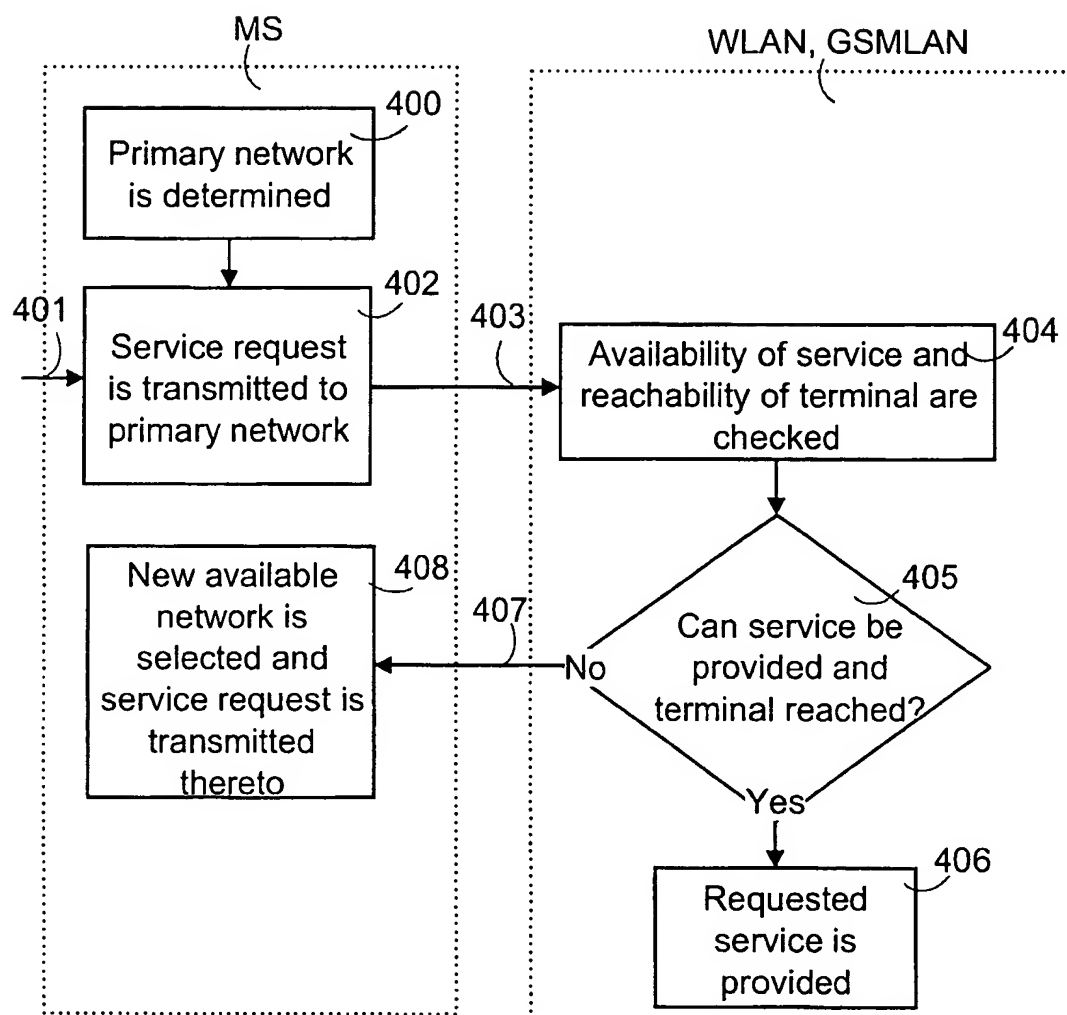 MS
WLAN, GSMLAN
400
Primary network
is determined
401
402
Service request
is transmitted to
primary network
403
404
Availability of service and
reachability of terminal are
checked
405
Can service be
provided and
terminal reached?
No
407
408
New available
network is
selected and
service request is
transmitted
thereto
Yes
406
Requested
service is
provided